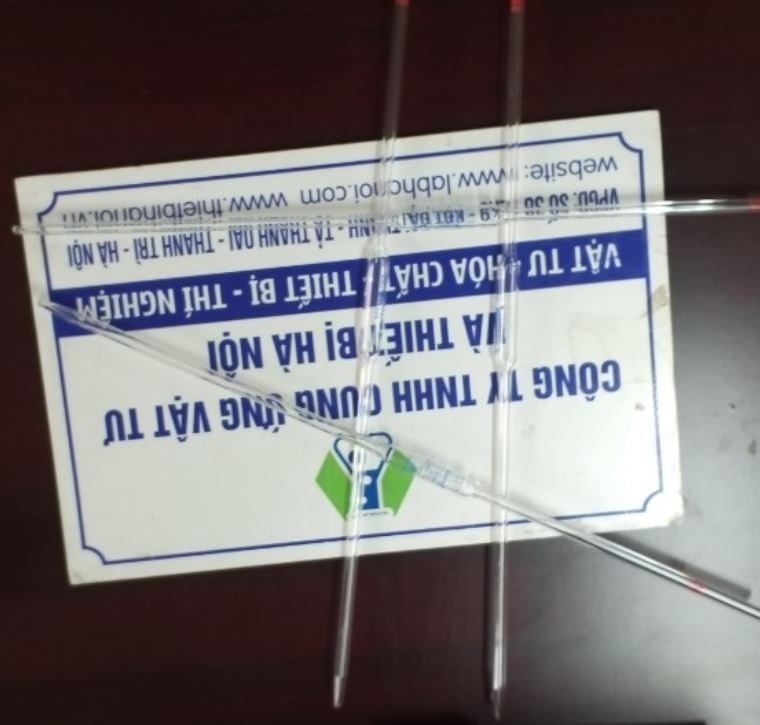 CÔNG TY TNHH CUNG ỨNG VẬT TƯ
VÀ THIẾT BỊ HÀ NỘI
VẬT TƯ - HÓA CHẤT - THIẾT BỊ - THÍ NGHIỆM
VPGD: SỐ 38 - KĐT ĐẠI THANH - TẢ THANH OAI - THANH TRÌ - HÀ NỘI
website: www.labhanoi.com www.thietbihanoi.vn